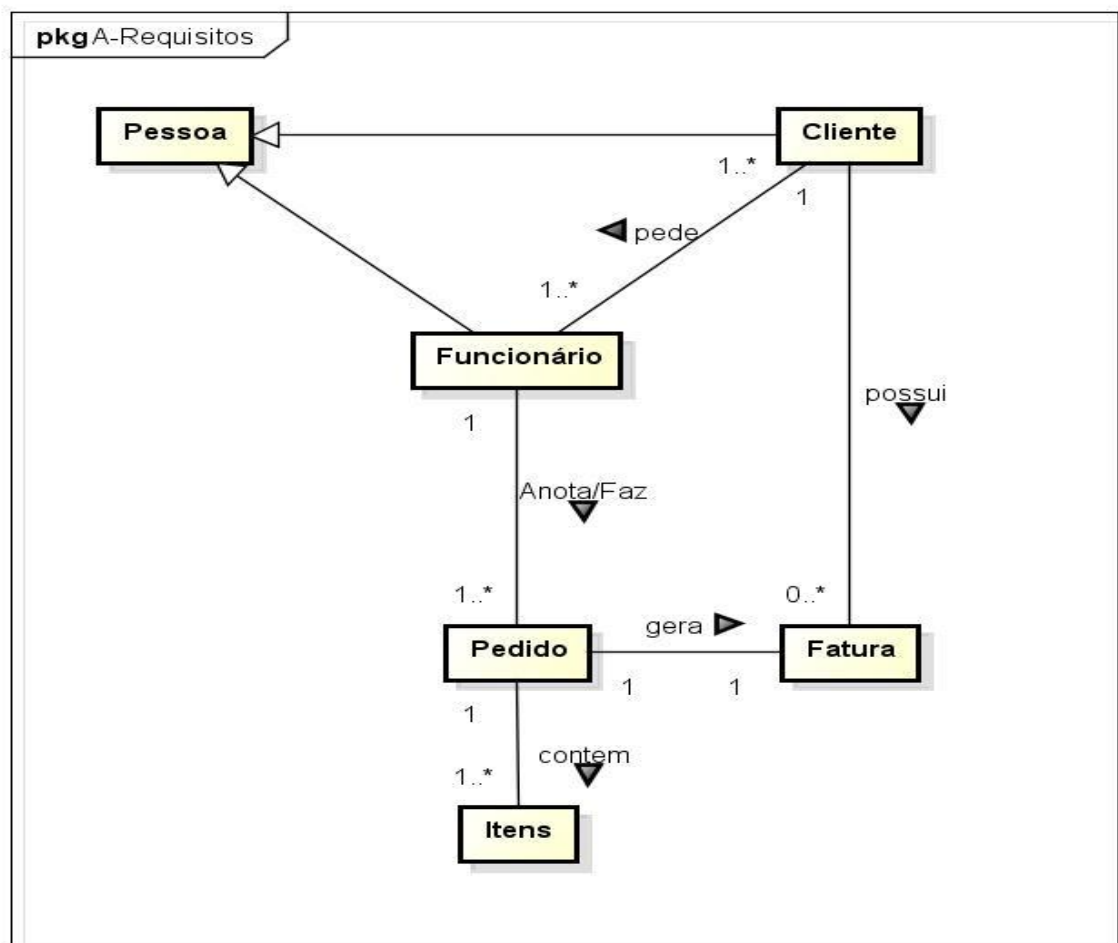 pkg A-Requisitos
Pessoa
Cliente
1..*
1
pede
1..*
Funcionário
1
possui
Anota/Faz
1..*
0..*
gera
Pedido
Fatura
1
1
1
contem
1..*
Itens